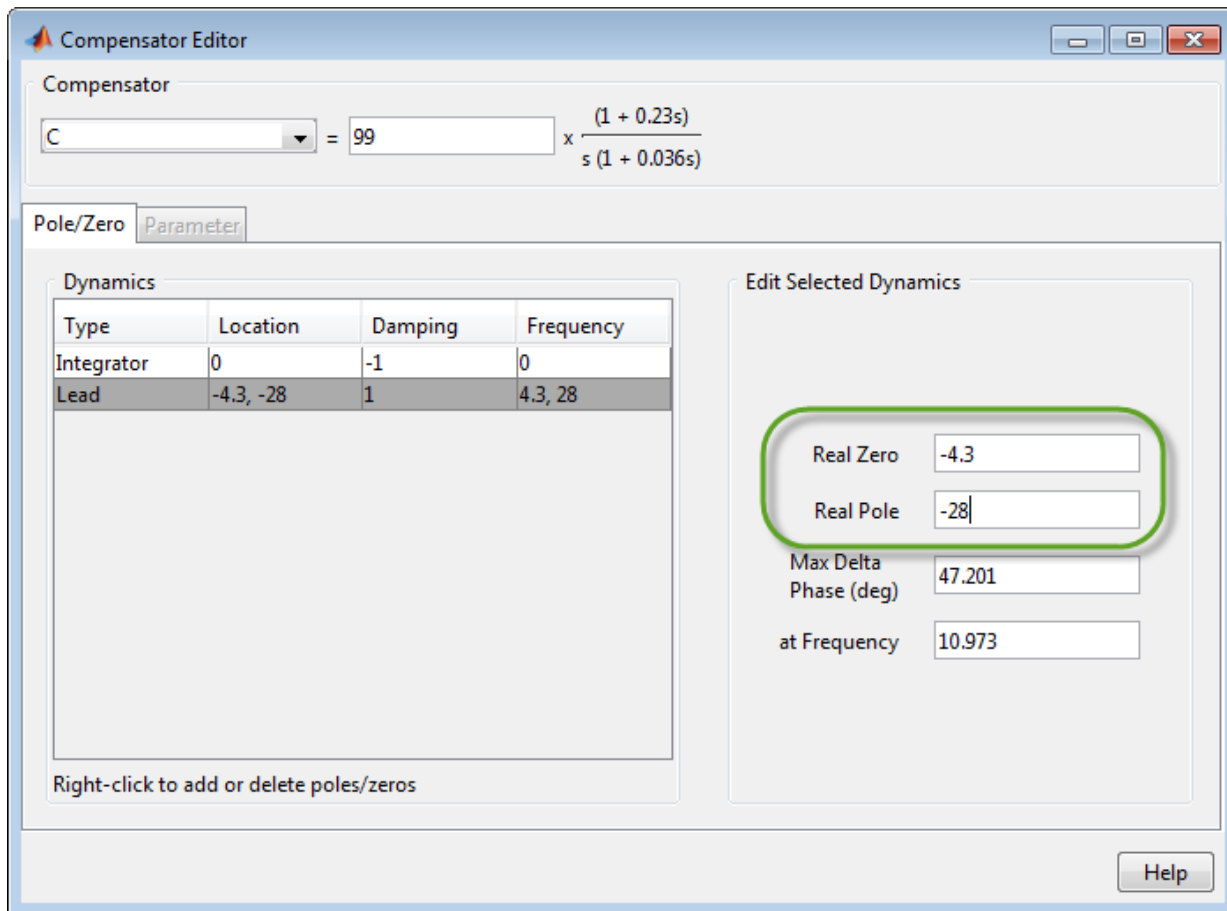 Compensator Editor
Compensator
C = 99 x (1 + 0.23s)
s (1 + 0.036s)
Pole/Zero Parameter
Dynamics
Type Location Damping Frequency
Integrator 0 -1 0
Lead -4.3, -28 1 4.3, 28
Right-click to add or delete poles/zeros
Edit Selected Dynamics
Real Zero -4.3
Real Pole -28
Max Delta
Phase (deg) 47.201
at Frequency 10.973
Help